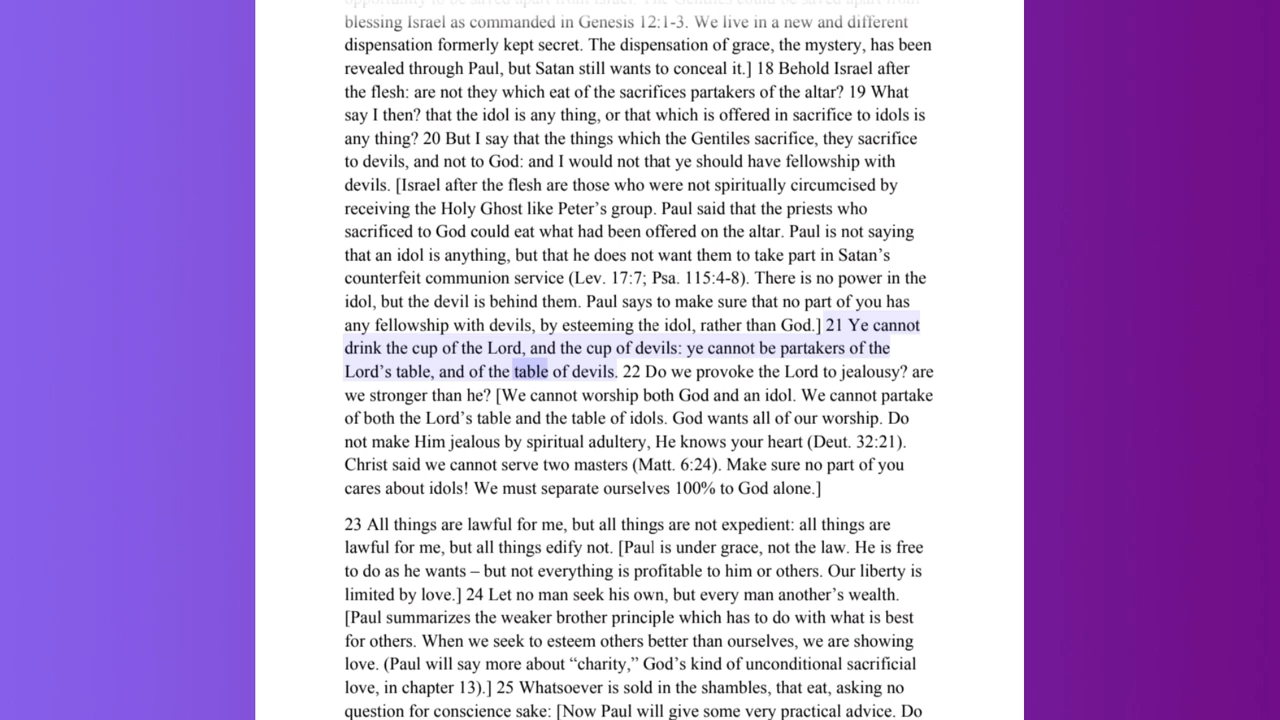 blessing Israel as commanded in Genesis 12:1-3. We live in a new and different
dispensation formerly kept secret. The dispensation of grace, the mystery, has been
revealed through Paul, but Satan still wants to conceal it.] 18 Behold Israel after
the flesh: are not they which eat of the sacrifices partakers of the altar? 19 What
say I then? that the idol is any thing, or that which is offered in sacrifice to idols is
any thing? 20 But I say that the things which the Gentiles sacrifice, they sacrifice
to devils, and not to God: and I would not that ye should have fellowship with
devils. [Israel after the flesh are those who were not spiritually circumcised by
receiving the Holy Ghost like Peter’s group. Paul said that the priests who
sacrificed to God could eat what had been offered on the altar. Paul is not saying
that an idol is anything, but that he does not want them to take part in Satan’s
counterfeit communion service (Lev. 17:7; Psa. 115:4-8). There is no power in the
idol, but the devil is behind them. Paul says to make sure that no part of you has
any fellowship with devils, by esteeming the idol, rather than God.] 21 Ye cannot
drink the cup of the Lord, and the cup of devils: ye cannot be partakers of the
Lord’s table, and of the table of devils. 22 Do we provoke the Lord to jealousy? are
we stronger than he? [We cannot worship both God and an idol. We cannot partake
of both the Lord’s table and the table of idols. God wants all of our worship. Do
not make Him jealous by spiritual adultery, He knows your heart (Deut. 32:21).
Christ said we cannot serve two masters (Matt. 6:24). Make sure no part of you
cares about idols! We must separate ourselves 100% to God alone.]
23 All things are lawful for me, but all things are not expedient: all things are
lawful for me, but all things edify not. [Paul is under grace, not the law. He is free
to do as he wants – but not everything is profitable to him or others. Our liberty is
limited by love.] 24 Let no man seek his own, but every man another’s wealth.
[Paul summarizes the weaker brother principle which has to do with what is best
for others. When we seek to esteem others better than ourselves, we are showing
love. (Paul will say more about “charity,” God’s kind of unconditional sacrificial
love, in chapter 13).] 25 Whatsoever is sold in the shambles, that eat, asking no
question for conscience sake: [Now Paul will give some very practical advice. Do